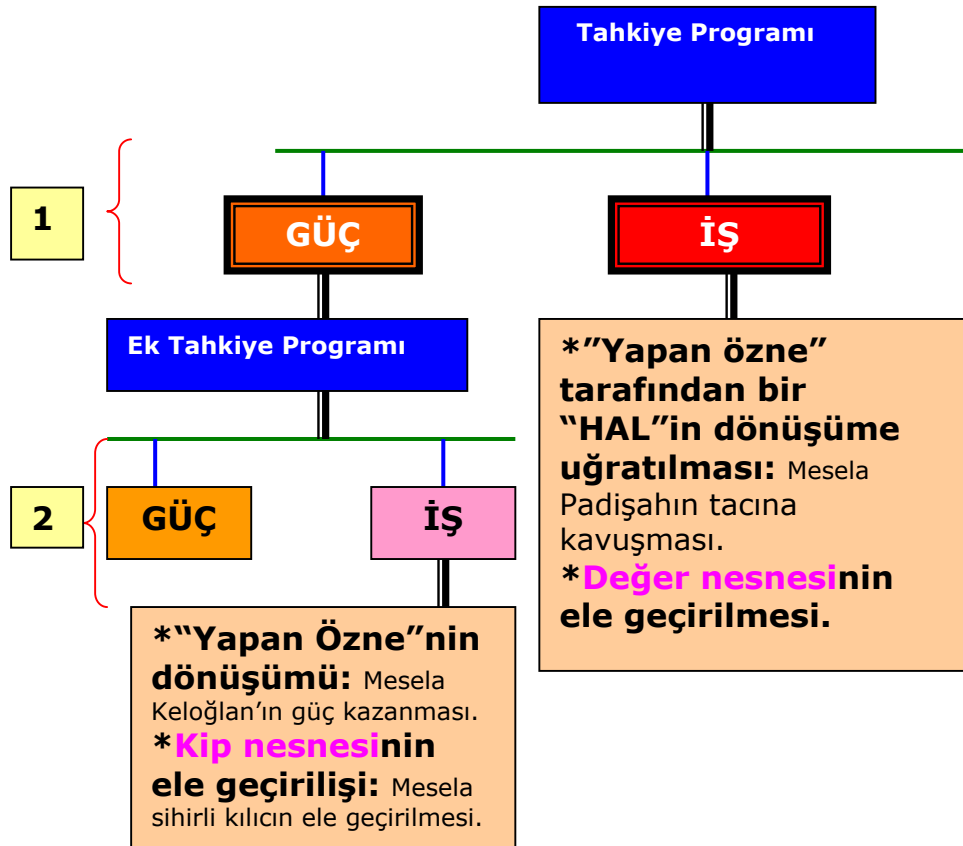 Tahkiye Programı
1
GÜÇ
İŞ
Ek Tahkiye Programı
*”Yapan özne”
tarafından bir
“HAL”in dönüşüme
uğratılması: Mesela
Padişahın tacına
kavuşması.
*Değer nesnesinin
ele geçirilmesi.
2
GÜÇ
İŞ
*“Yapan Özne”nin
dönüşümü: Mesela
Keloğlan’ın güç kazanması.
*Kip nesnesinin
ele geçirilişi: Mesela
sihirli kılıcın ele geçirilmesi.